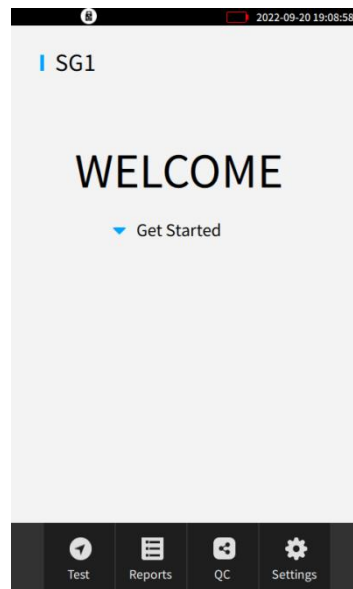 2022-09-20 19:08:58
SG1
WELCOME
Get Started
Test
Reports
QC
Settings